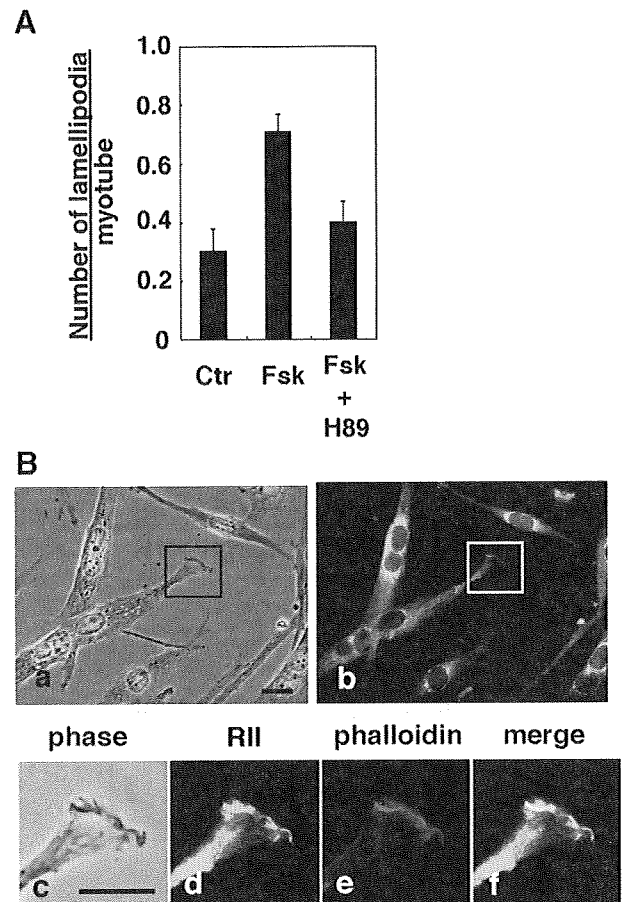 A
Number of lamellipodia
myotube
1.0
0.8
0.6
0.4
0.2
0
Ctr
Fsk
Fsk
+
H89
B
a
b
phase
RII
phalloidin
merge
c
d
e
f